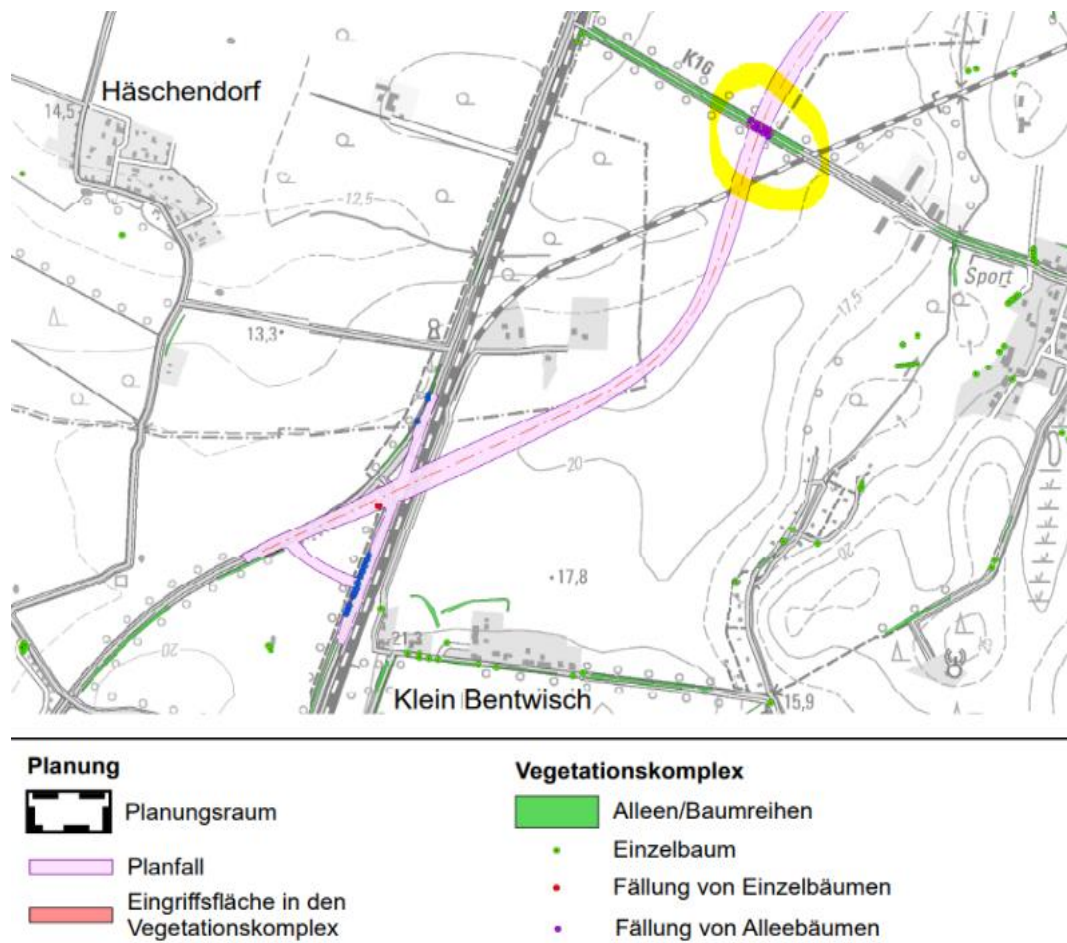 K16
Häschendorf
14,5
12,5
17,5
Sport
13,3
20
17,8
20
20
21,3
25
Klein Bentwisch
15,9
Planung
Planungsraum
Planfall
Eingriffsfläche in den
Vegetationskomplex
Vegetationskomplex
Alleen/Baumreihen
Einzelbaum
Fällung von Einzelbäumen
Fällung von Alleebäumen